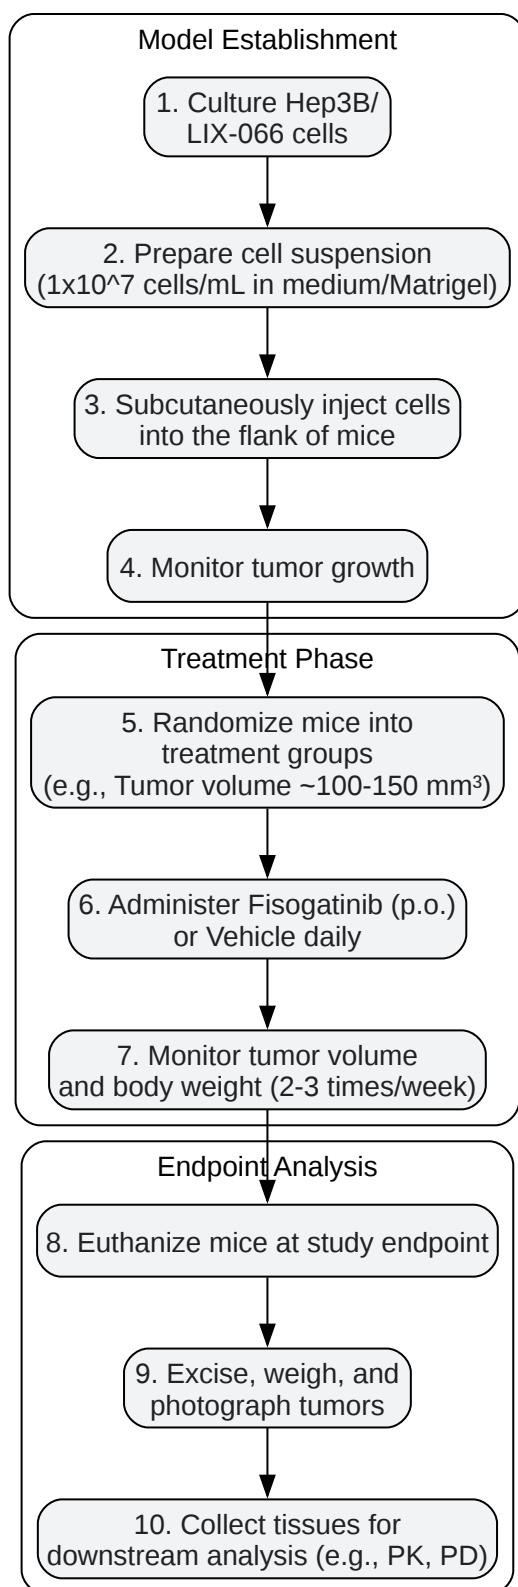 Model Establishment
1. Culture Hep3B/
LIX-066 cells
2. Prepare cell suspension
(1x10^7 cells/mL in medium/Matrigel)
3. Subcutaneously inject cells
into the flank of mice
4. Monitor tumor growth
Treatment Phase
5. Randomize mice into
treatment groups
(e.g., Tumor volume ~100-150 mm³)
6. Administer Fisogatinib (p.o.)
or Vehicle daily
7. Monitor tumor volume
and body weight (2-3 times/week)
Endpoint Analysis
8. Euthanize mice at study endpoint
9. Excise, weigh, and
photograph tumors
10. Collect tissues for
downstream analysis (e.g., PK, PD)